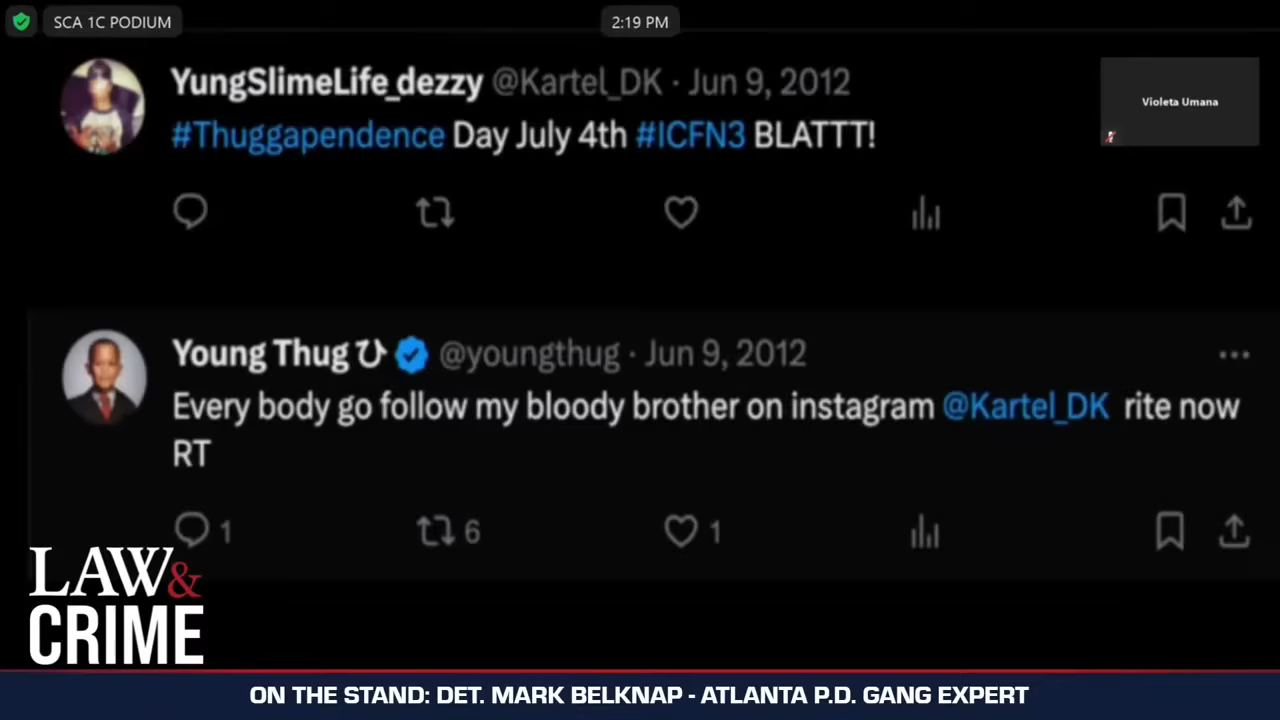 SCA 1C PODIUM
2:19 PM
YungSlimeLife_dezzy @Kartel_DK · Jun 9, 2012
#Thuggapendence Day July 4th #ICFN3 BLATTT!
Violeta Umana
Young Thug ひ @youngthug · Jun 9, 2012
Every body go follow my bloody brother on instagram @Kartel_DK rite now
RT
1 6 1
LAW&
CRIME
ON THE STAND: DET. MARK BELKNAP - ATLANTA P.D. GANG EXPERT